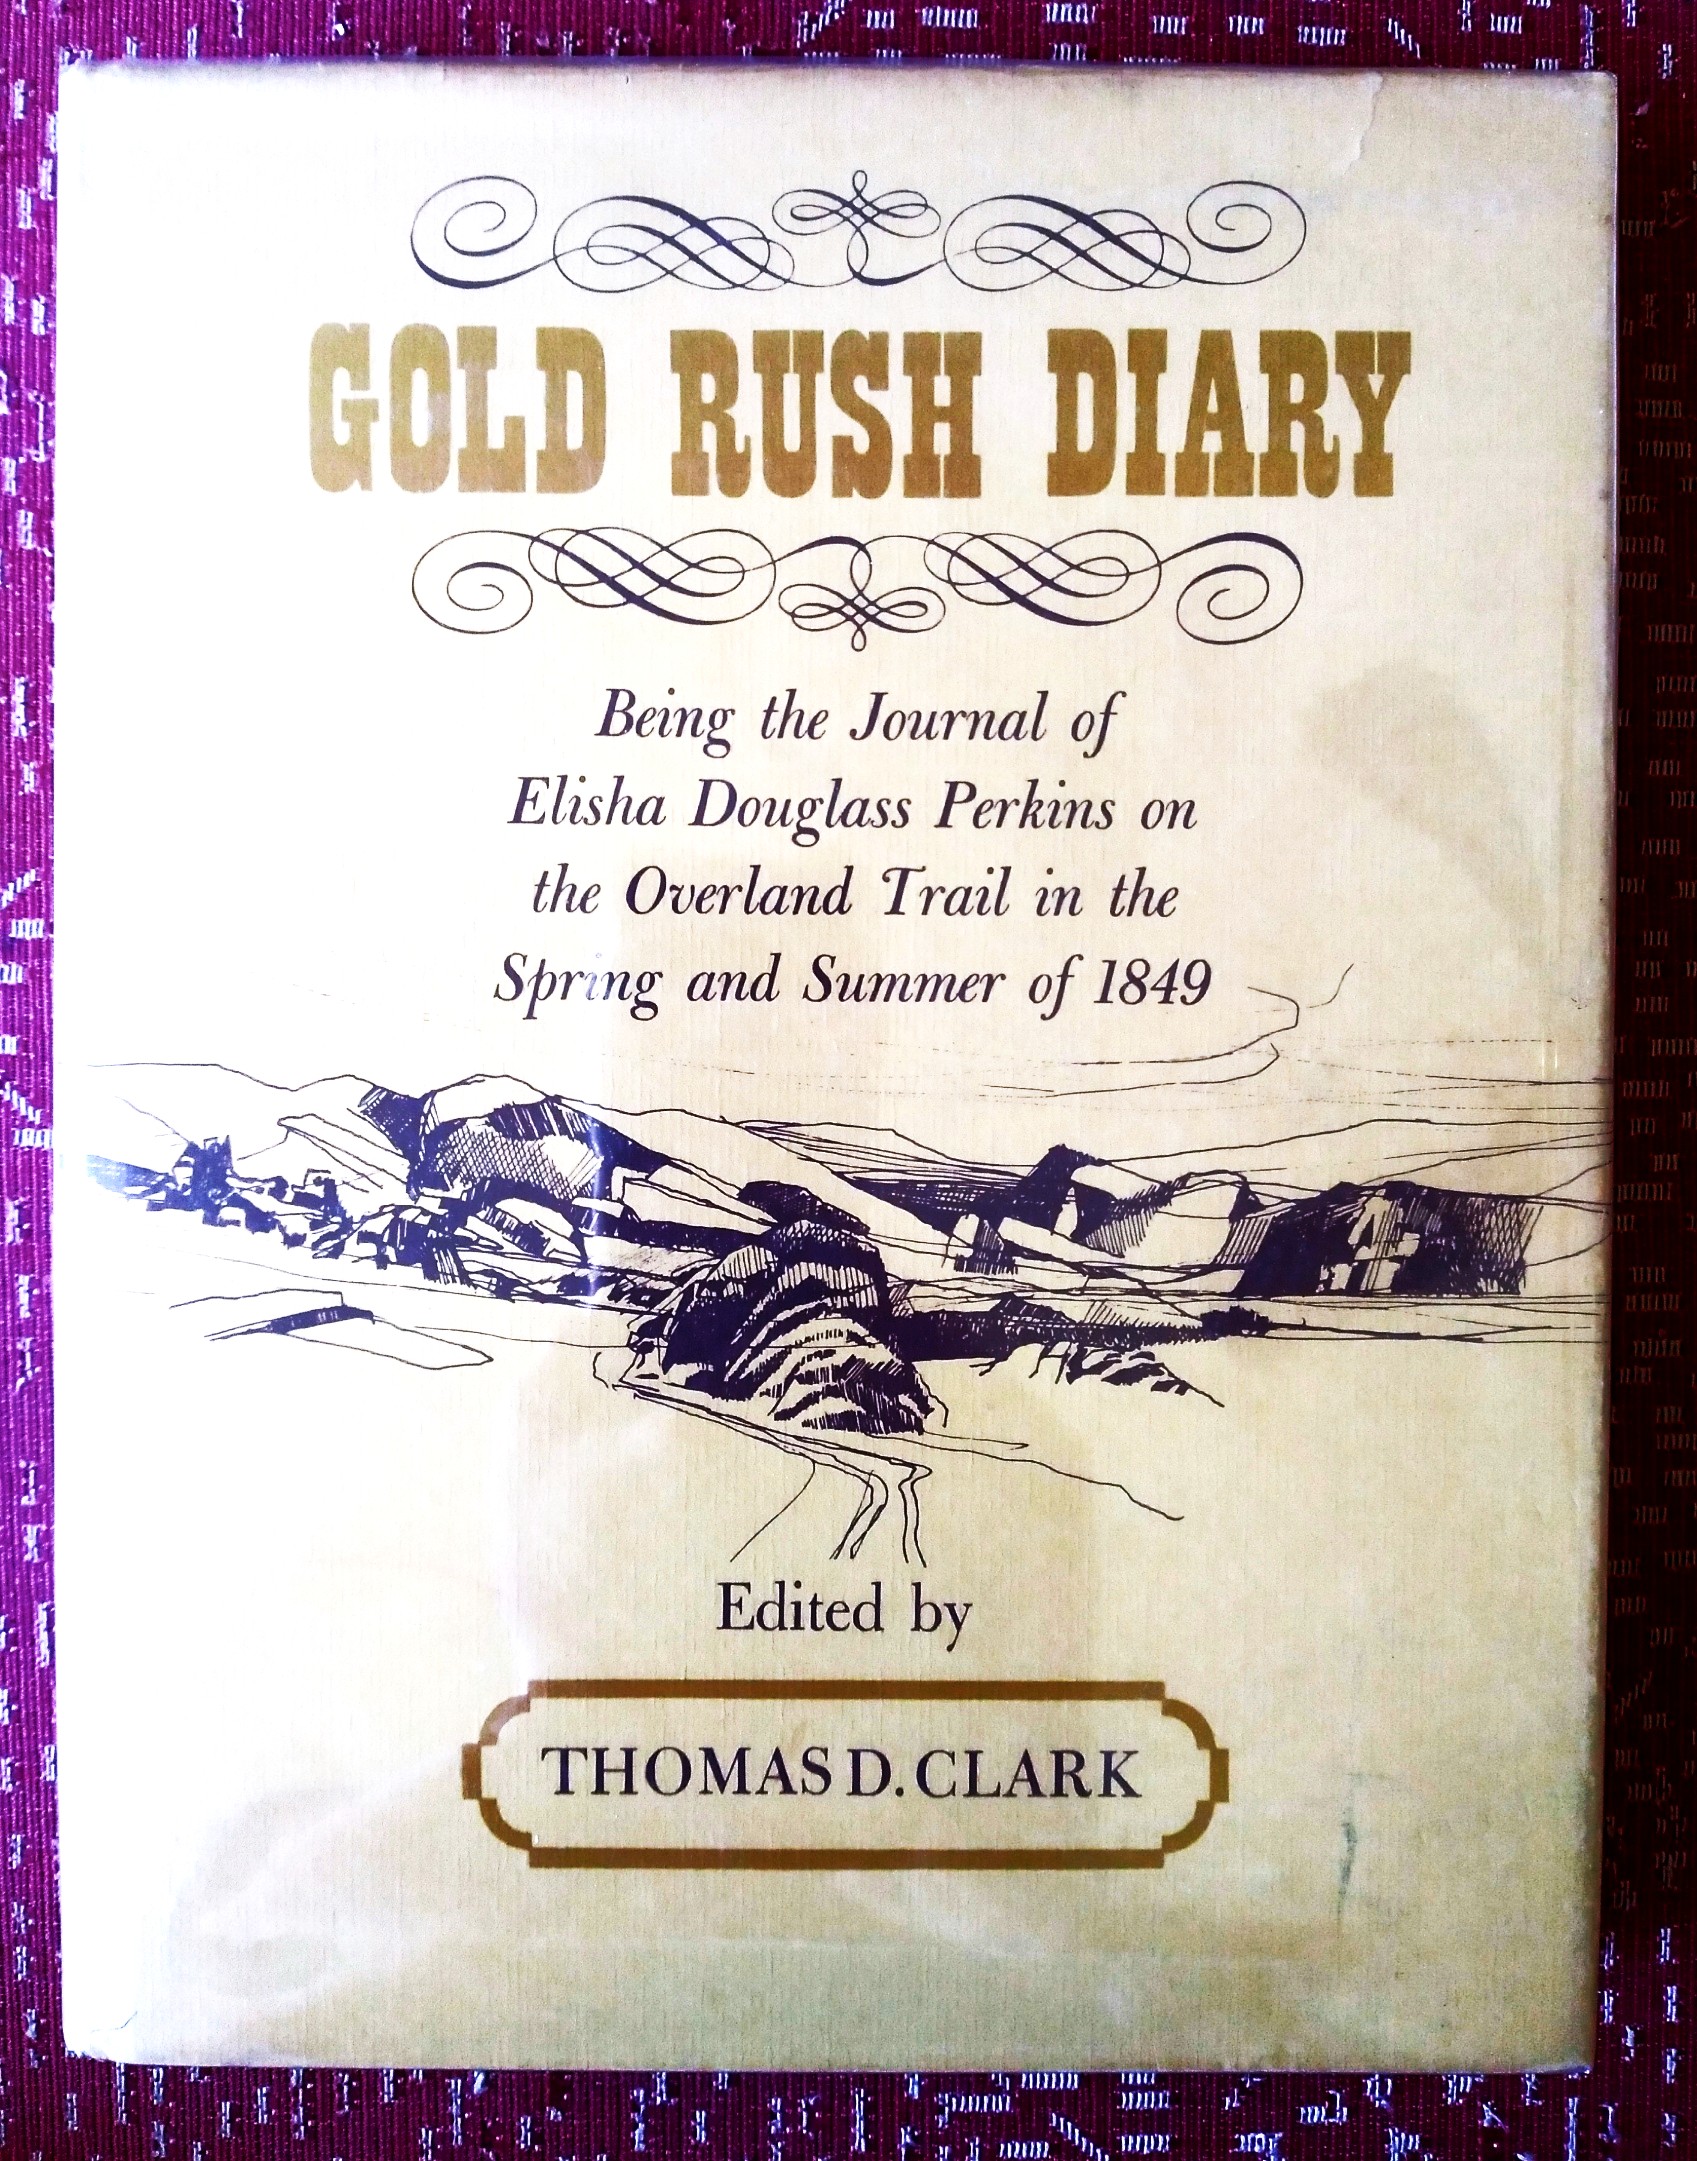 GOLD RUSH DIARY
Being the Journal of
Elisha Douglass Perkins on
the Overland Trail in the
Spring and Summer of 1849
Edited by
THOMAS D. CLARK